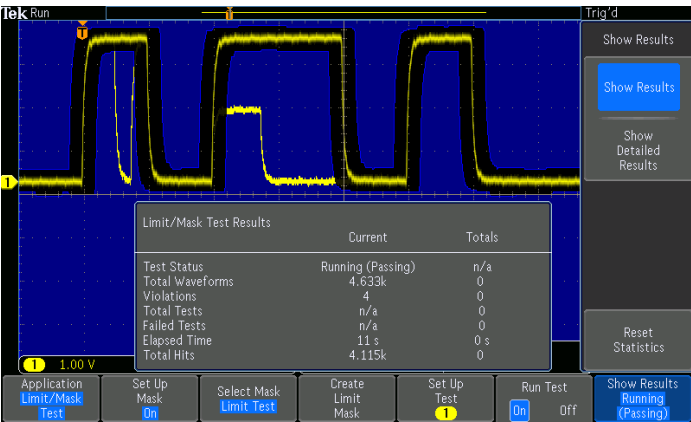 Tek Run
Trig'd
T
T
1
Show Results
Show Results
Show
Detailed
Results
Limit/Mask Test Results
Current Totals
Test Status Running (Passing) n/a
Total Waveforms 4.633k 0
Violations 4 0
Total Tests n/a 0
Failed Tests n/a 0
Elapsed Time 11 s 0 s
Total Hits 4.115k 0
Reset
Statistics
1 1.00 V
Application
Limit/Mask
Test
Set Up
Mask
On
Select Mask
Limit Test
Create
Limit
Mask
Set Up
Test
1
Run Test
On Off
Show Results
Running
(Passing)